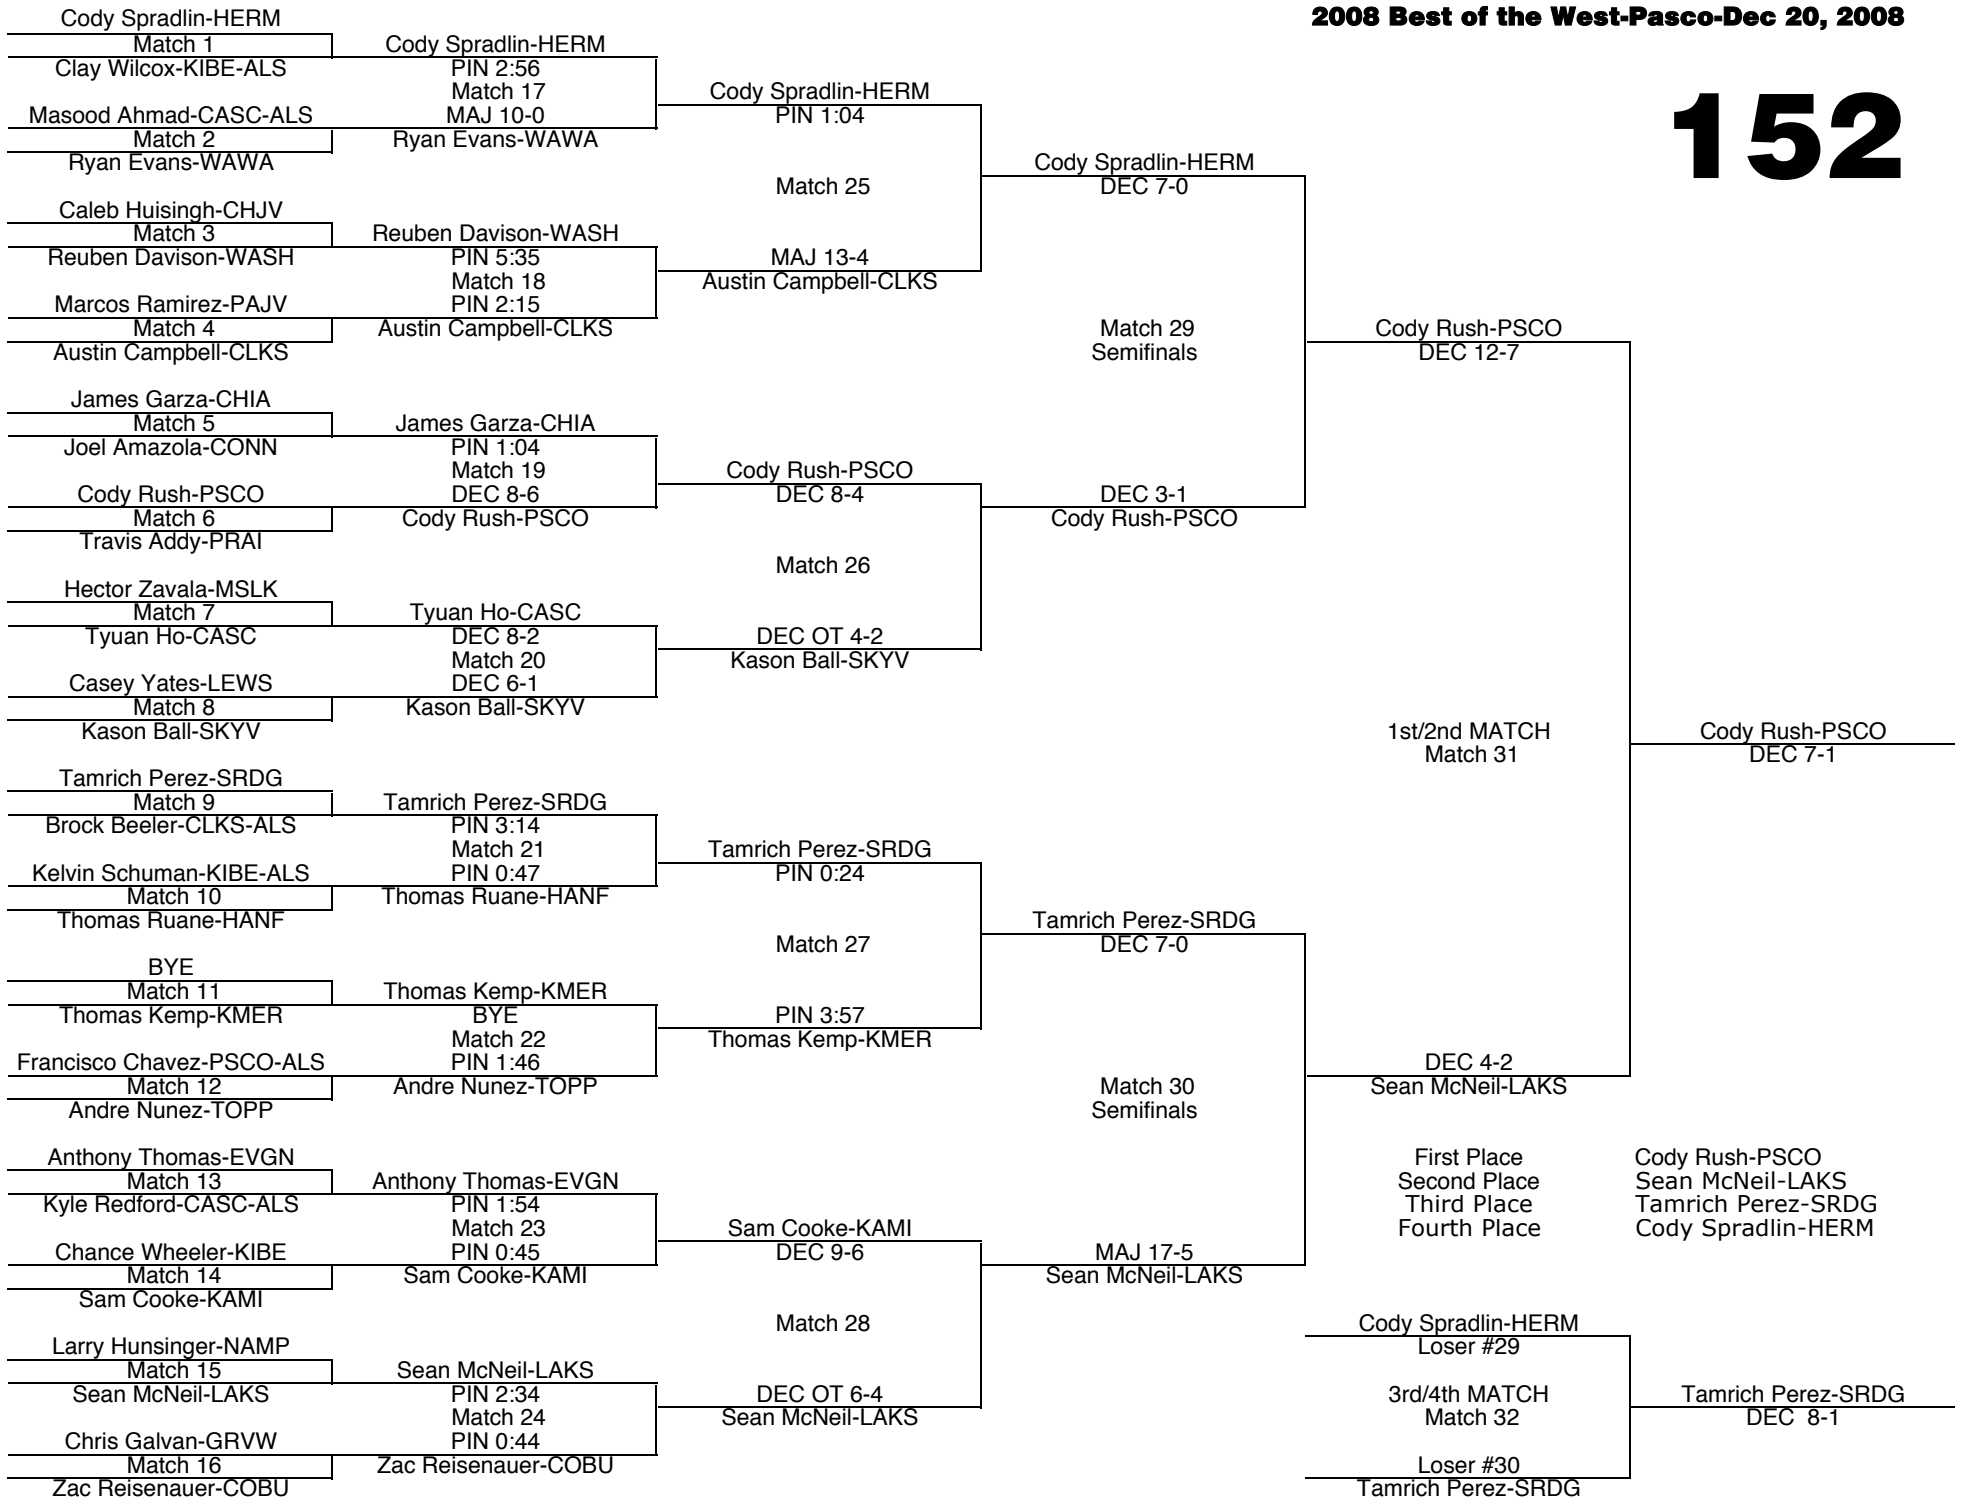 2008 Best of the West-Pasco-Dec 20, 2008
152
Cody Spradlin-HERM
Match 1
Clay Wilcox-KIBE-ALS
Masood Ahmad-CASC-ALS
Match 2
Ryan Evans-WAWA
Caleb Huisingh-CHJV
Match 3
Reuben Davison-WASH
Marcos Ramirez-PAJV
Match 4
Austin Campbell-CLKS
James Garza-CHIA
Match 5
Joel Amazola-CONN
Cody Rush-PSCO
Match 6
Travis Addy-PRAI
Hector Zavala-MSLK
Match 7
Tyuan Ho-CASC
Casey Yates-LEWS
Match 8
Kason Ball-SKYV
Tamrich Perez-SRDG
Match 9
Brock Beeler-CLKS-ALS
Kelvin Schuman-KIBE-ALS
Match 10
Thomas Ruane-HANF
BYE
Match 11
Thomas Kemp-KMER
Francisco Chavez-PSCO-ALS
Match 12
Andre Nunez-TOPP
Anthony Thomas-EVGN
Match 13
Kyle Redford-CASC-ALS
Chance Wheeler-KIBE
Match 14
Sam Cooke-KAMI
Larry Hunsinger-NAMP
Match 15
Sean McNeil-LAKS
Chris Galvan-GRVW
Match 16
Zac Reisenauer-COBU
Cody Spradlin-HERM
PIN 2:56
Match 17
MAJ 10-0
Ryan Evans-WAWA
Reuben Davison-WASH
PIN 5:35
Match 18
PIN 2:15
Austin Campbell-CLKS
James Garza-CHIA
PIN 1:04
Match 19
DEC 8-6
Cody Rush-PSCO
Tyuan Ho-CASC
DEC 8-2
Match 20
DEC 6-1
Kason Ball-SKYV
Tamrich Perez-SRDG
PIN 3:14
Match 21
PIN 0:47
Thomas Ruane-HANF
Thomas Kemp-KMER
BYE
Match 22
PIN 1:46
Andre Nunez-TOPP
Anthony Thomas-EVGN
PIN 1:54
Match 23
PIN 0:45
Sam Cooke-KAMI
Sean McNeil-LAKS
PIN 2:34
Match 24
PIN 0:44
Zac Reisenauer-COBU
Cody Spradlin-HERM
PIN 1:04
Match 25
MAJ 13-4
Austin Campbell-CLKS
Cody Rush-PSCO
DEC 8-4
Match 26
DEC OT 4-2
Kason Ball-SKYV
Tamrich Perez-SRDG
PIN 0:24
Match 27
PIN 3:57
Thomas Kemp-KMER
Sam Cooke-KAMI
DEC 9-6
Match 28
DEC OT 6-4
Sean McNeil-LAKS
Cody Spradlin-HERM
DEC 7-0
Match 29
Semifinals
DEC 3-1
Cody Rush-PSCO
Tamrich Perez-SRDG
DEC 7-0
Match 30
Semifinals
MAJ 17-5
Sean McNeil-LAKS
Cody Rush-PSCO
DEC 12-7
1st/2nd MATCH
Match 31
DEC 4-2
Sean McNeil-LAKS
Cody Rush-PSCO
DEC 7-1
First Place Cody Rush-PSCO
Second Place Sean McNeil-LAKS
Third Place Tamrich Perez-SRDG
Fourth Place Cody Spradlin-HERM
Cody Spradlin-HERM
Loser #29
3rd/4th MATCH
Match 32
Loser #30
Tamrich Perez-SRDG
Tamrich Perez-SRDG
DEC 8-1